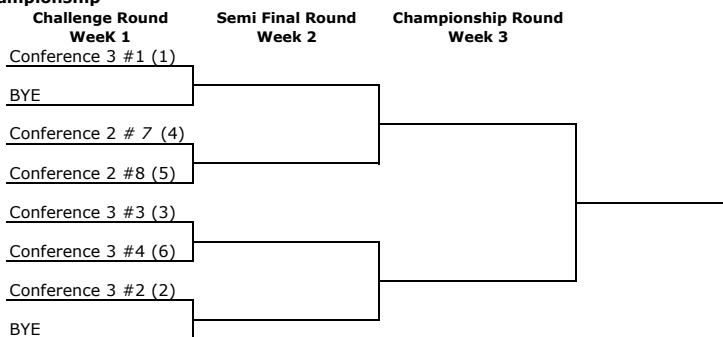 Challenge Round Semi Final Round Championship Round
WeeK 1 Week 2 Week 3
Conference 3 #1 (1)
BYE
Conference 2 # 7 (4)
Conference 2 #8 (5)
Conference 3 #3 (3)
Conference 3 #4 (6)
Conference 3 #2 (2)
BYE